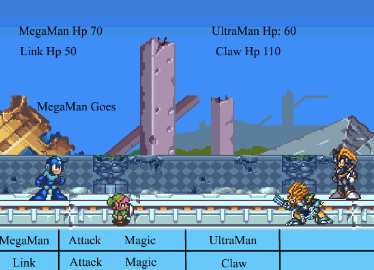 MegaMan Hp 70
UltraMan Hp: 60
Link Hp 50
Claw Hp 110
MegaMan Goes
MegaMan Attack Magic UltraMan
Link Attack Magic Claw